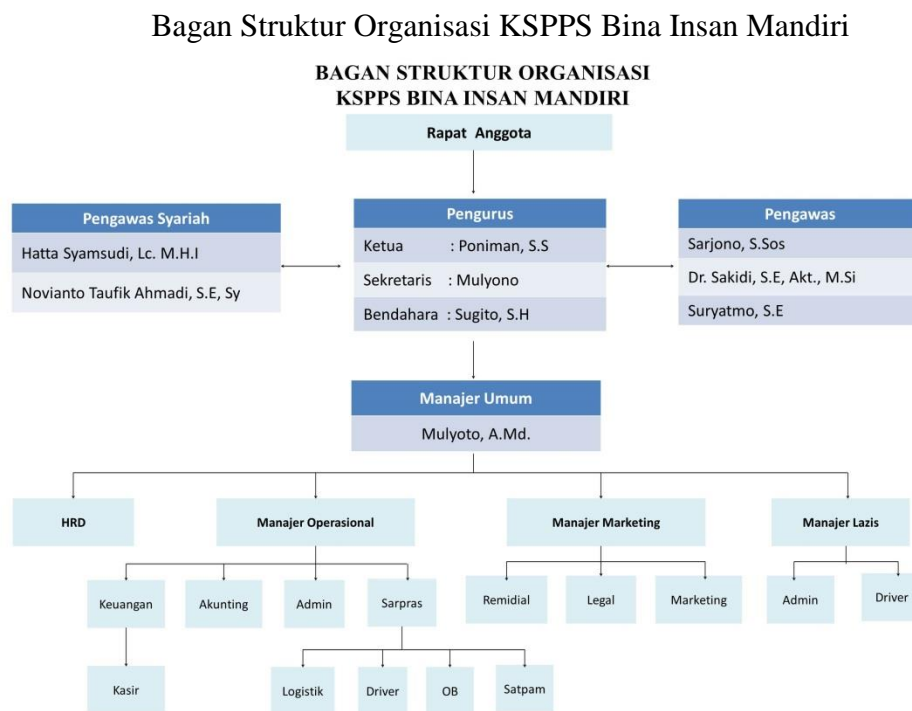 Bagan Struktur Organisasi KSPPS Bina Insan Mandiri
BAGAN STRUKTUR ORGANISASI
KSPPS BINA INSAN MANDIRI
Rapat Anggota
Pengawas Syariah
Hatta Syamsudi, Lc. M.H.I
Novianto Taufik Ahmadi, S.E, Sy
Pengurus
Ketua : Poniman, S.S
Sekretaris : Mulyono
Bendahara : Sugito, S.H
Pengawas
Sarjono, S.Sos
Dr. Sakidi, S.E, Akt., M.Si
Suryatmo, S.E
Manajer Umum
Mulyoto, A.Md.
HRD
Manajer Operasional
Manajer Marketing
Manajer Lazis
Keuangan
Akunting
Admin
Sarpras
Remidial
Legal
Marketing
Admin
Driver
Kasir
Logistik
Driver
OB
Satpam